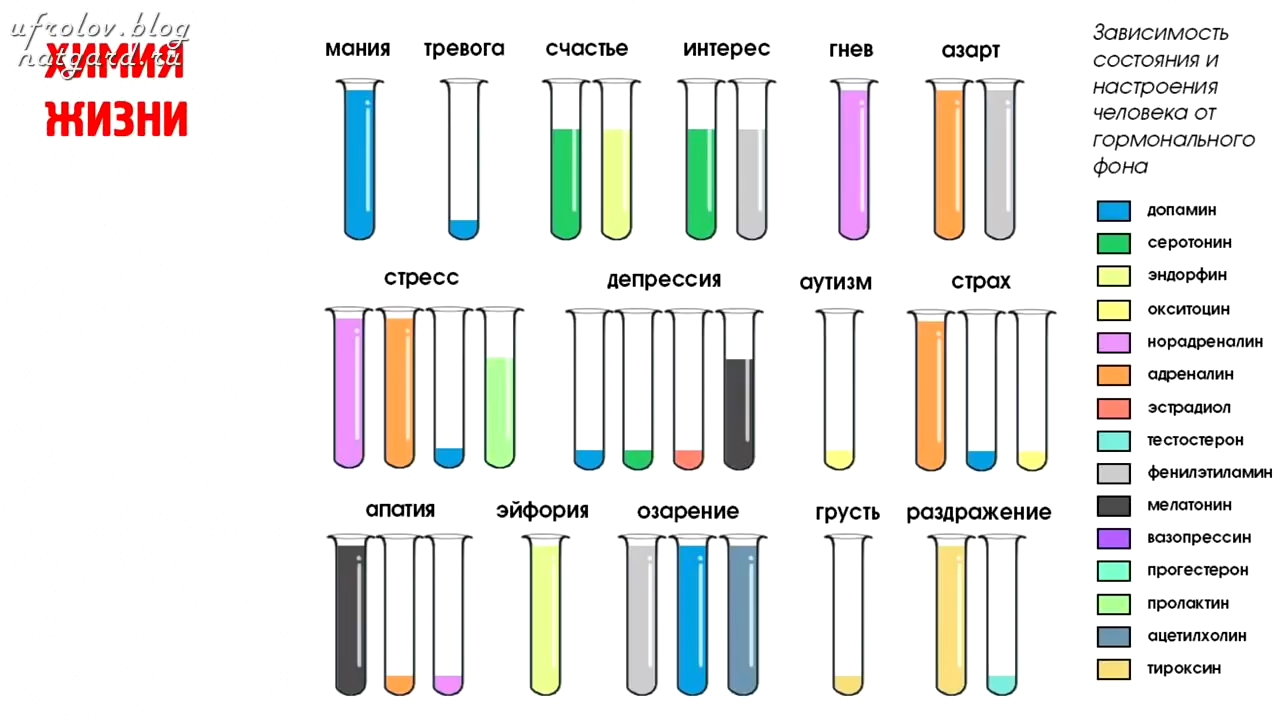 ufrolov.blog
natgard.ru
ХИМИЯ
ЖИЗНИ
мания
тревога
счастье
интерес
гнев
азарт
стресс
депрессия
аутизм
страх
апатия
эйфория
озарение
грусть
раздражение
Зависимость
состояния и
настроения
человека от
гормонального
фона
допамин
серотонин
эндорфин
окситоцин
норадреналин
адреналин
эстрадиол
тестостерон
фенилэтиламин
мелатонин
вазопрессин
прогестерон
пролактин
ацетилхолин
тироксин